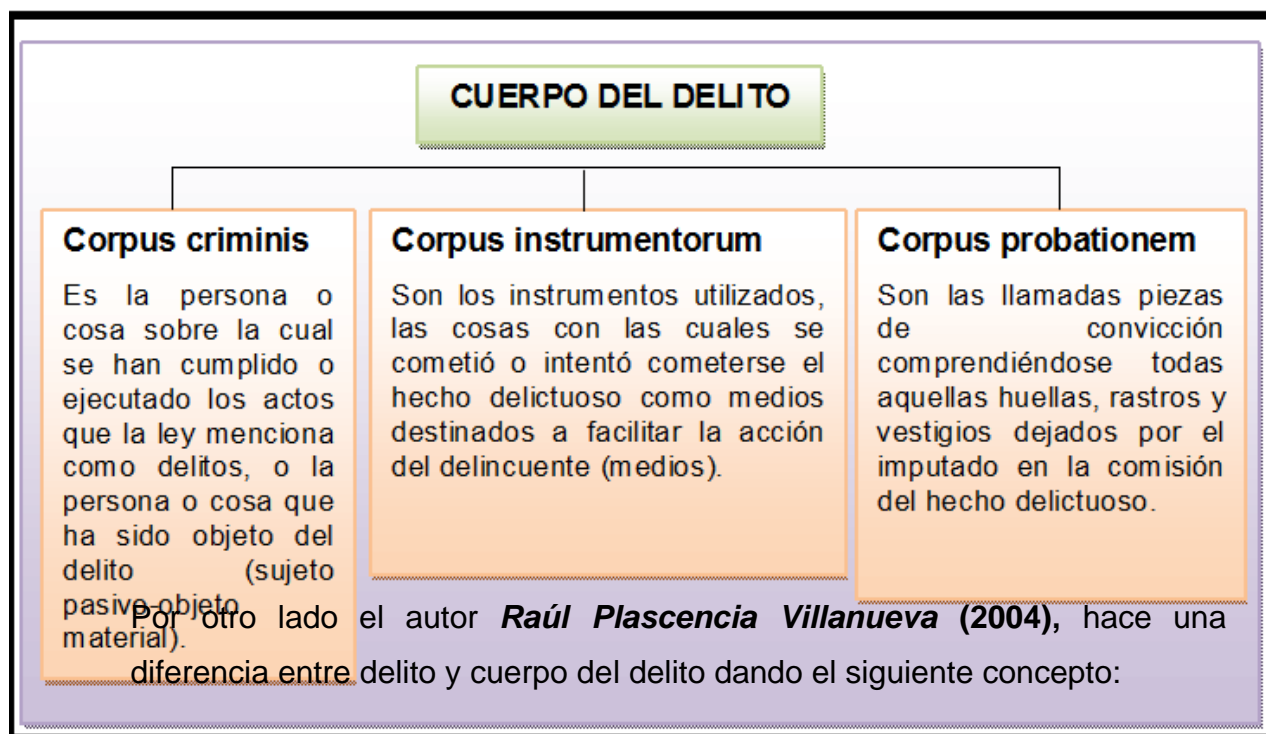 CUERPO DEL DELITO
Corpus criminis
Es la persona o
cosa sobre la cual
se han cumplido o
ejecutado los actos
que la ley menciona
como delitos, o la
persona o cosa que
ha sido objeto del
delito (sujeto
pasivo-objeto
material).
Corpus instrumentorum
Son los instrumentos utilizados,
las cosas con las cuales se
cometió o intentó cometerse el
hecho delictuoso como medios
destinados a facilitar la acción
del delincuente (medios).
Corpus probationem
Son las llamadas piezas
de convicción
comprendiéndose todas
aquellas huellas, rastros y
vestigios dejados por el
imputado en la comisión
del hecho delictuoso.
Por otro lado el autor Raúl Plascencia Villanueva (2004), hace una
diferencia entre delito y cuerpo del delito dando el siguiente concepto: